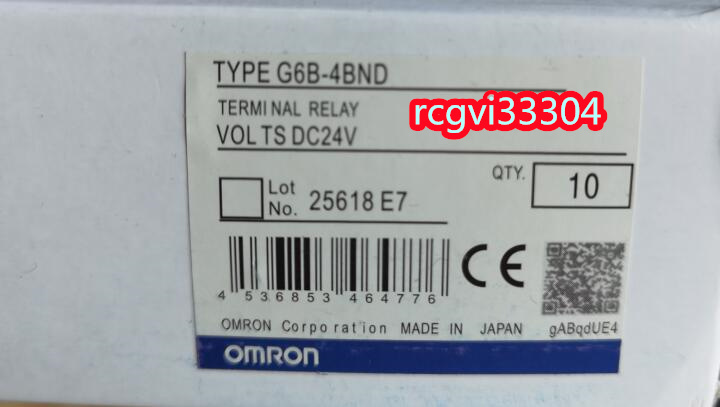 TYPE G6B-4BND
TERMINAL RELAY
rcgvi33304
VOLTS DC24V
QTY. 10
Lot No. 25618 E7
4 536853 464776
CE
OMRON Corporation MADE IN JAPAN gABqdUE4
OMRON